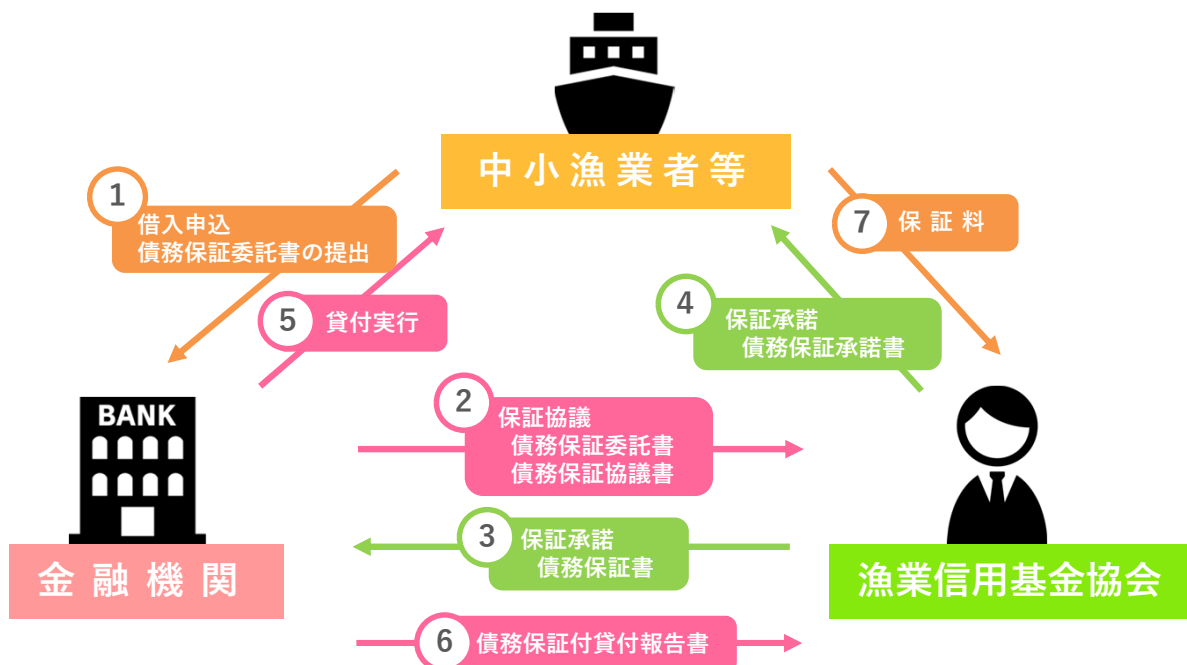 中小漁業者等
1
借入申込
債務保証委託書の提出
7
保証料
5
貸付実行
4
保証承諾
債務保証承諾書
BANK
2
保証協議
債務保証委託書
債務保証協議書
3
保証承諾
債務保証書
金融機関
漁業信用基金協会
6
債務保証付貸付報告書